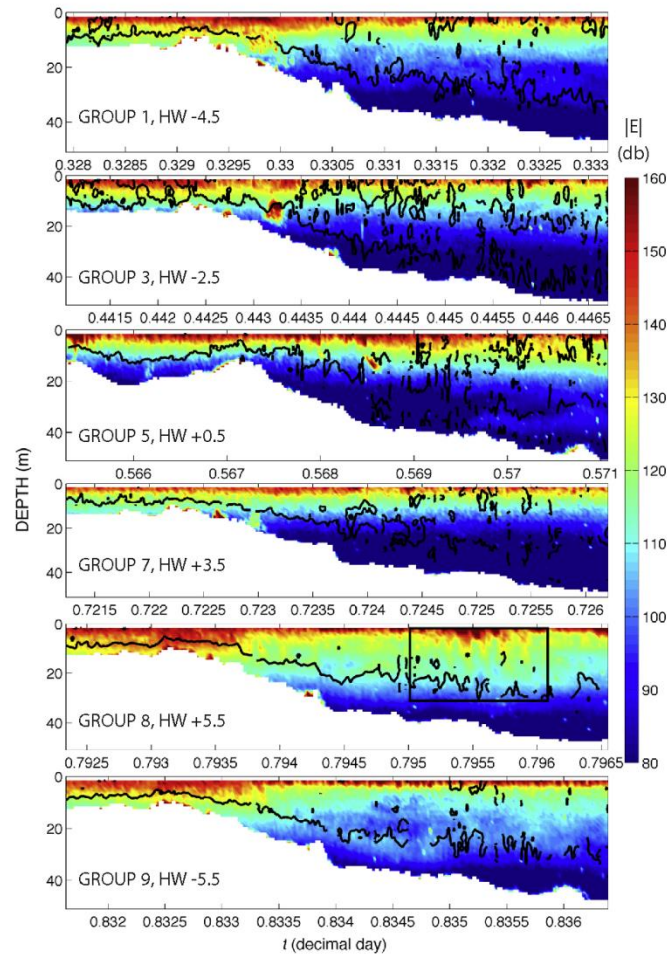 0
20
40
GROUP 1, HW -4.5
0.328 0.3285 0.329 0.3295 0.33 0.3305 0.331 0.3315 0.332 0.3325 0.333
|E|
(db)
160
150
140
130
120
110
100
90
80
0
20
40
GROUP 3, HW -2.5
0.4415 0.442 0.4425 0.443 0.4435 0.444 0.4445 0.445 0.4455 0.446 0.4465
0
20
40
GROUP 5, HW +0.5
0.566 0.567 0.568 0.569 0.57 0.571
DEPTH (m)
0
20
40
GROUP 7, HW +3.5
0.7215 0.722 0.7225 0.723 0.7235 0.724 0.7245 0.725 0.7255 0.726
0
20
40
GROUP 8, HW +5.5
0.7925 0.793 0.7935 0.794 0.7945 0.795 0.7955 0.796 0.7965
0
20
40
GROUP 9, HW -5.5
0.832 0.8325 0.833 0.8335 0.834 0.8345 0.835 0.8355 0.836
t (decimal day)